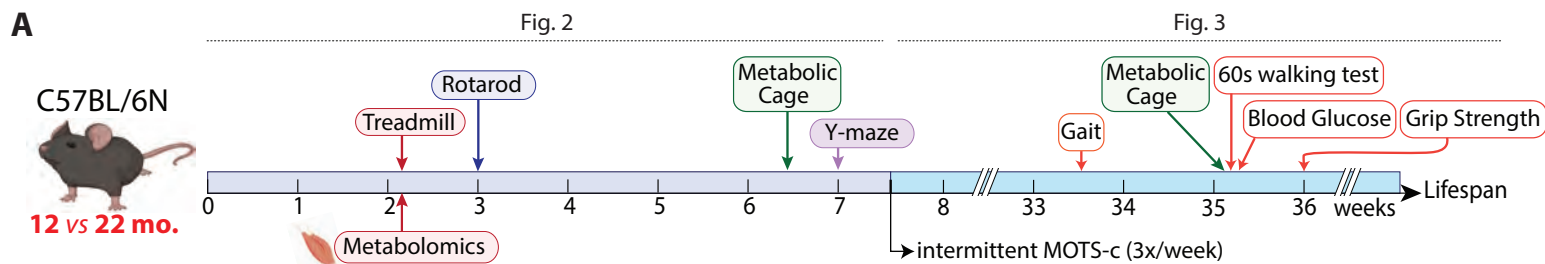 A
Fig. 2
Fig. 3
C57BL/6N
12 vs 22 mo.
Treadmill
Rotarod
Metabolic
Cage
Y-maze
Gait
Metabolic
Cage
60s walking test
Blood Glucose
Grip Strength
0 1 2 3 4 5 6 7 8 33 34 35 36 weeks
Lifespan
Metabolomics
intermittent MOTS-c (3x/week)